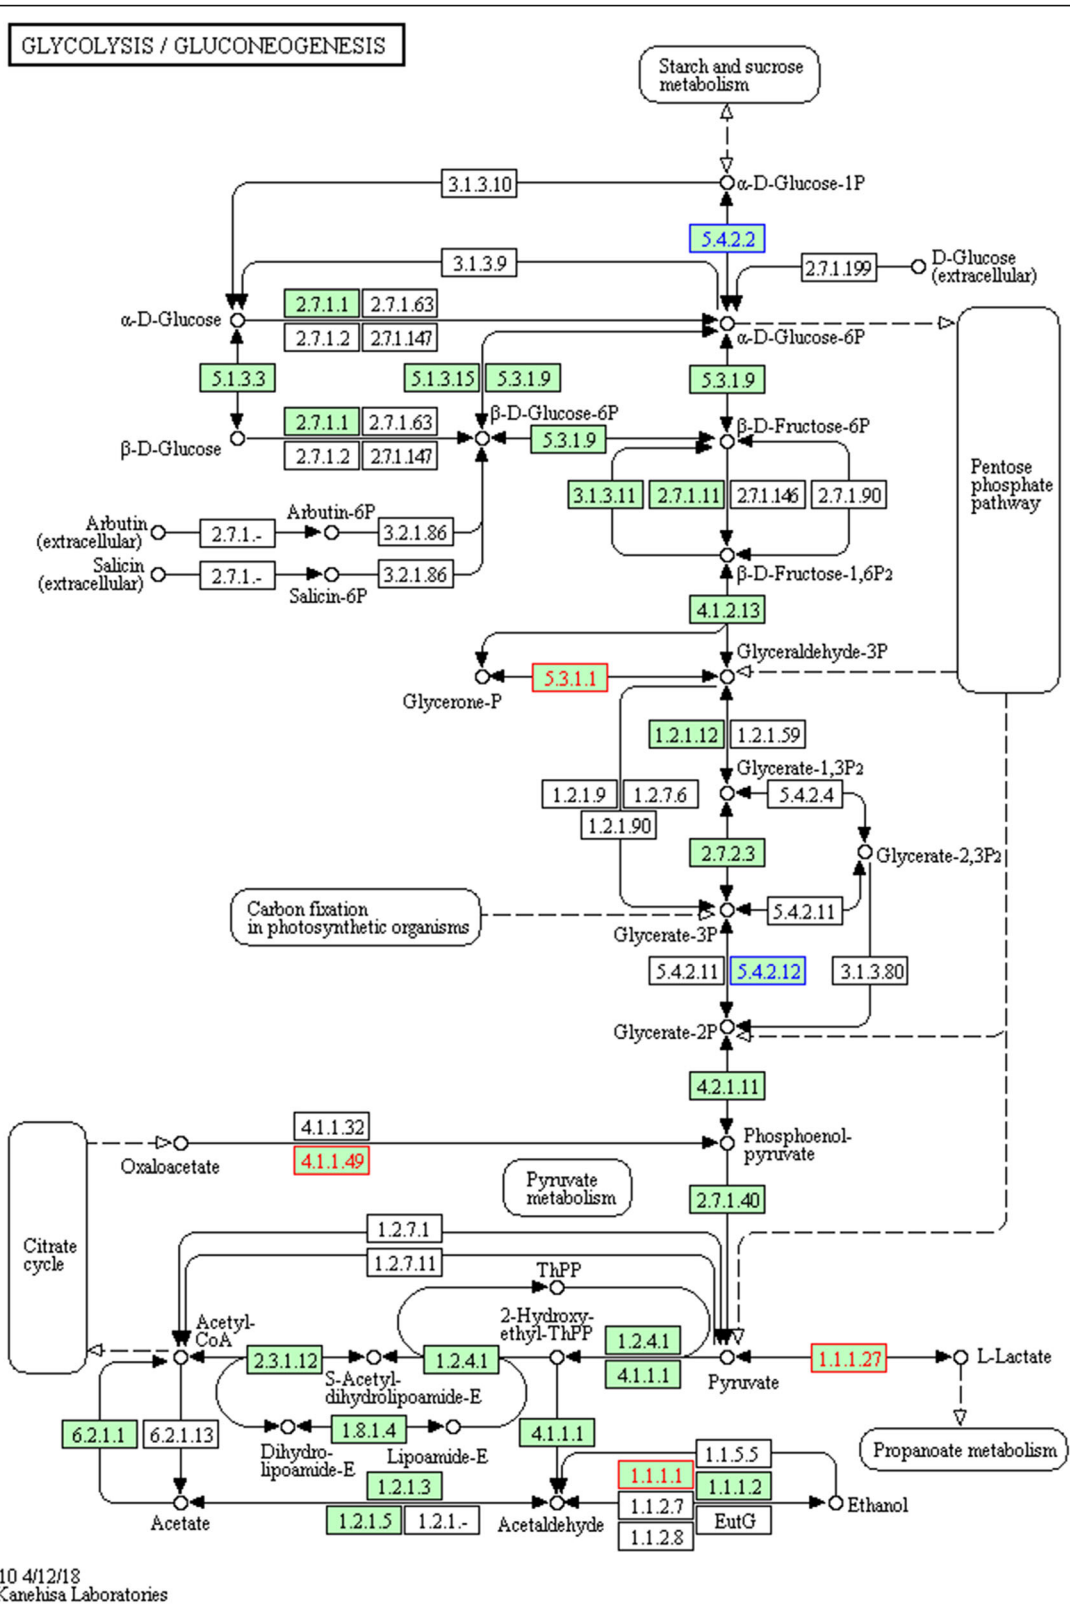 GLYCOLYSIS / GLUCONEOGENESIS
Starch and sucrose
metabolism
3.1.3.10
α-D-Glucose-1P
5.4.2.2
3.1.3.9
2.7.1.199
D-Glucose
(extracellular)
2.7.1.1
2.7.1.63
α-D-Glucose
2.7.1.2
2.7.1.147
α-D-Glucose-6P
5.1.3.3
5.1.3.15
5.3.1.9
5.3.1.9
β-D-Glucose-6P
2.7.1.1
2.7.1.63
β-D-Glucose
2.7.1.2
2.7.1.147
5.3.1.9
β-D-Fructose-6P
Pentose
phosphate
pathway
3.1.3.11
2.7.1.11
2.7.1.146
2.7.1.90
Arbutin
(extracellular)
2.7.1.-
Arbutin-6P
3.2.1.86
Salicin
(extracellular)
2.7.1.-
Salicin-6P
3.2.1.86
β-D-Fructose-1,6P2
4.1.2.13
Glyceraldehyde-3P
5.3.1.1
Glycerone-P
1.2.1.12
1.2.1.59
Glycerate-1,3P2
1.2.1.9
1.2.7.6
5.4.2.4
1.2.1.90
2.7.2.3
Glycerate-2,3P2
Carbon fixation
in photosynthetic organisms
5.4.2.11
Glycerate-3P
5.4.2.11
5.4.2.12
3.1.3.80
Glycerate-2P
4.2.1.11
4.1.1.32
Oxaloacetate
4.1.1.49
Phosphoenol-
pyruvate
Pyruvate
metabolism
2.7.1.40
Citrate
cycle
1.2.7.1
1.2.7.11
ThPP
Acetyl-
CoA
2-Hydroxy-
ethyl-ThPP
2.3.1.12
S-Acetyl-
dihydrolipoamide-E
1.2.4.1
1.2.4.1
4.1.1.1
Pyruvate
1.1.1.27
L-Lactate
6.2.1.1
6.2.1.13
1.8.1.4
Dihydro-
lipoamide-E
Lipoamide-E
4.1.1.1
Propanoate metabolism
1.1.5.5
1.2.1.3
1.1.1.1
1.1.1.2
Acetate
1.2.1.5
1.2.1.-
Acetaldehyde
1.1.2.7
EutG
1.1.2.8
Ethanol
10 4/12/18
Kanehisa Laboratories